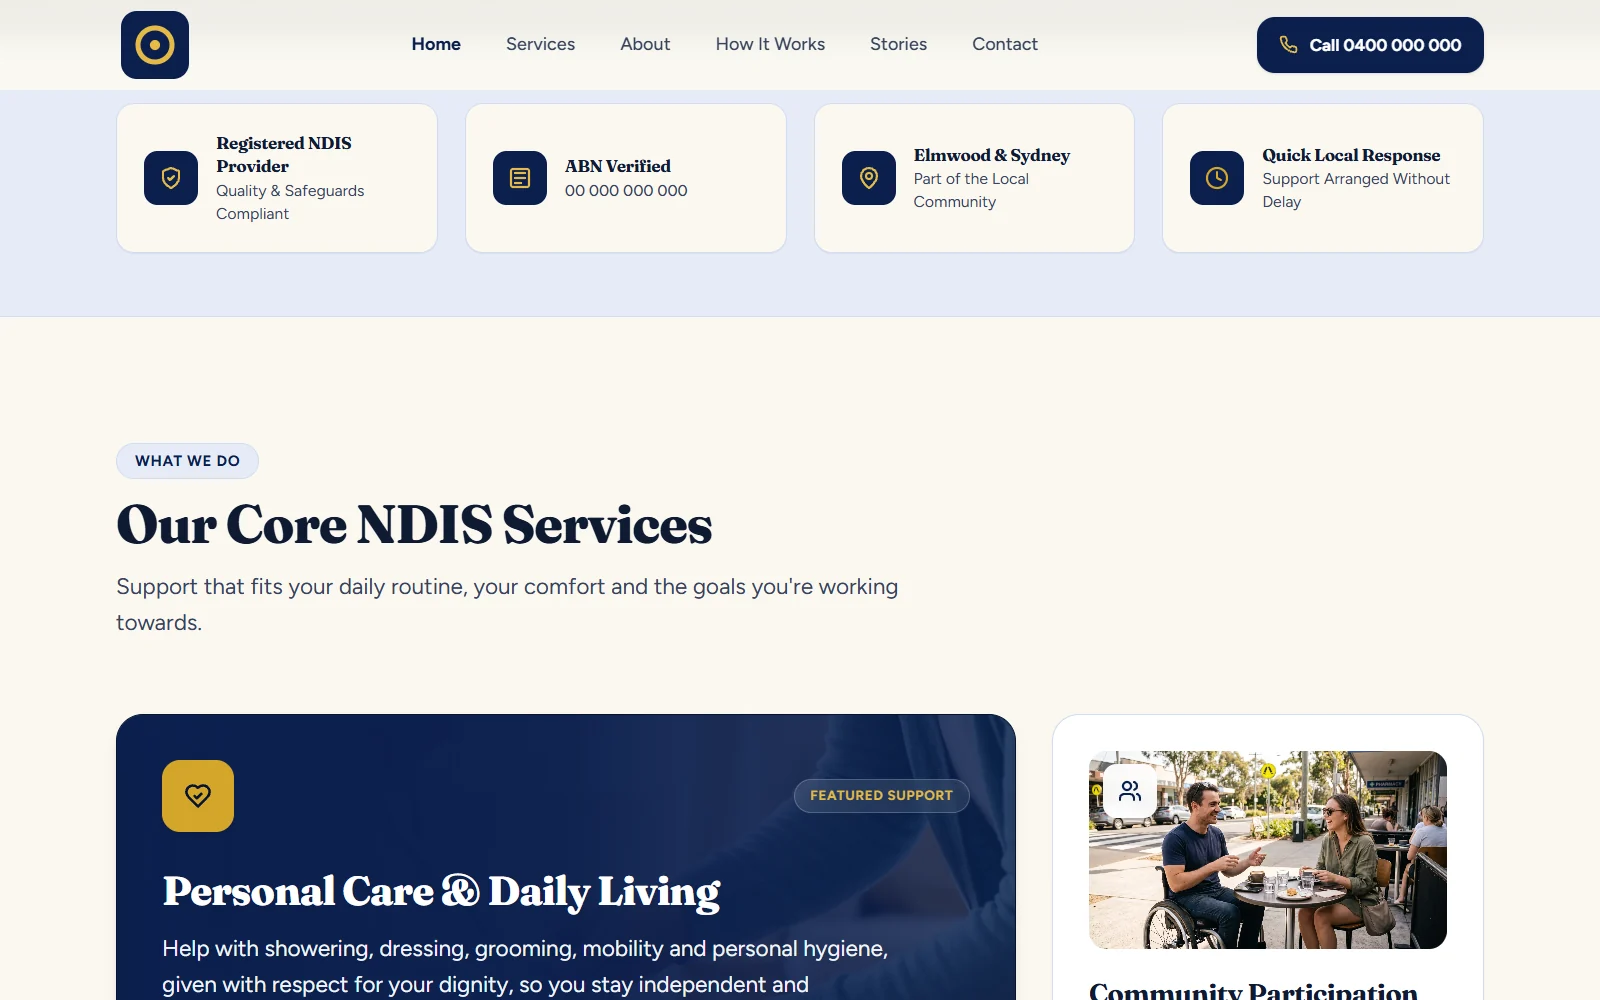 Home
Services
About
How It Works
Stories
Contact
Call 0400 000 000
Registered NDIS
Provider
Quality & Safeguards
Compliant
ABN Verified
00 000 000 000
Elmwood & Sydney
Part of the Local
Community
Quick Local Response
Support Arranged Without
Delay
WHAT WE DO
Our Core NDIS Services
Support that fits your daily routine, your comfort and the goals you're working
towards.
FEATURED SUPPORT
Personal Care & Daily Living
Help with showering, dressing, grooming, mobility and personal hygiene,
given with respect for your dignity, so you stay independent and
PHARMACY
Community Participation